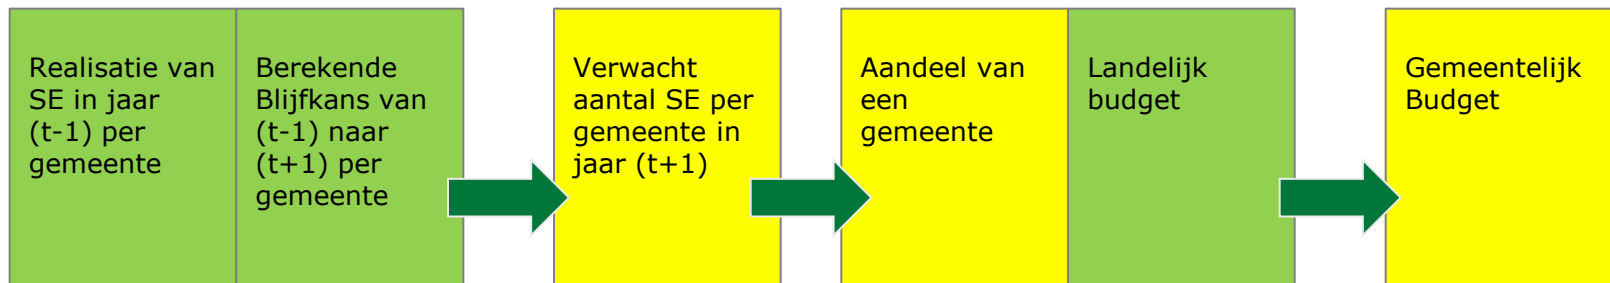 Realisatie van
SE in jaar
(t-1) per
gemeente
Berekende
Blijfkans van
(t-1) naar
(t+1) per
gemeente
Verwacht
aantal SE per
gemeente in
jaar (t+1)
Aandeel van
een
gemeente
Landelijk
budget
Gemeentelijk
Budget